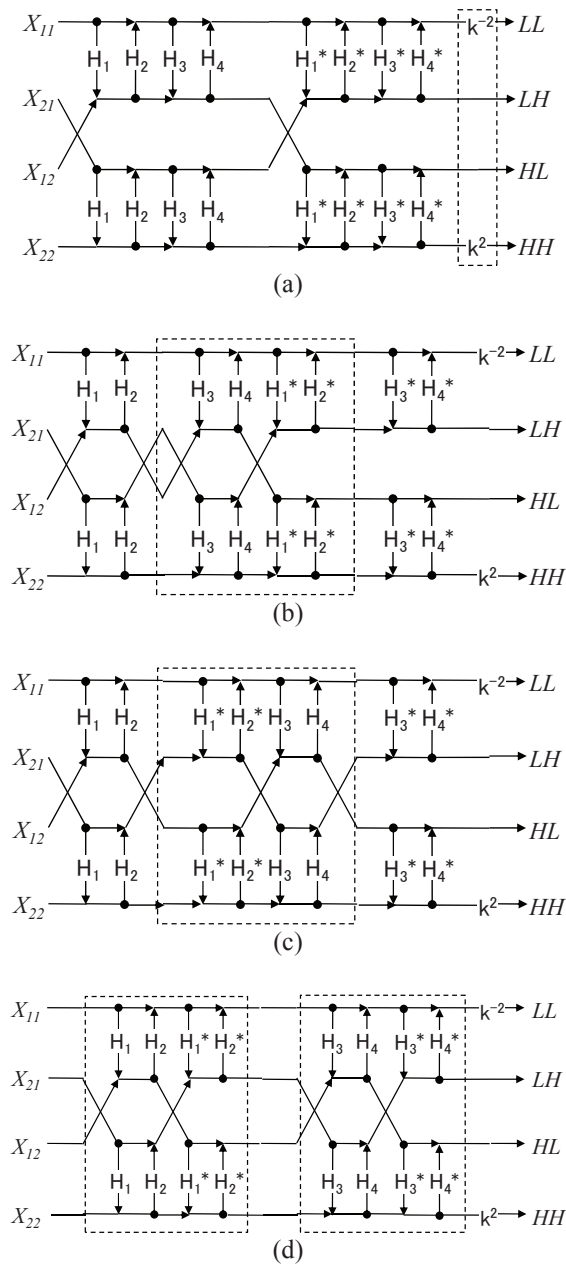 X₁₁ k⁻² LL
H₁ H₂ H₃ H₄ H₁* H₂* H₃* H₄*
X₂₁ LH
X₁₂ HL
H₁ H₂ H₃ H₄ H₁* H₂* H₃* H₄*
X₂₂ k² HH
(a)
X₁₁ k⁻² LL
H₁ H₂ H₃ H₄ H₁* H₂* H₃* H₄*
X₂₁ LH
X₁₂ HL
H₁ H₂ H₃ H₄ H₁* H₂* H₃* H₄*
X₂₂ k² HH
(b)
X₁₁ k⁻² LL
H₁ H₂ H₁* H₂* H₃ H₄ H₃* H₄*
X₂₁ LH
X₁₂ HL
H₁ H₂ H₁* H₂* H₃ H₄ H₃* H₄*
X₂₂ k² HH
(c)
X₁₁ k⁻² LL
H₁ H₂ H₁* H₂* H₃ H₄ H₃* H₄*
X₂₁ LH
X₁₂ HL
H₁ H₂ H₁* H₂* H₃ H₄ H₃* H₄*
X₂₂ k² HH
(d)